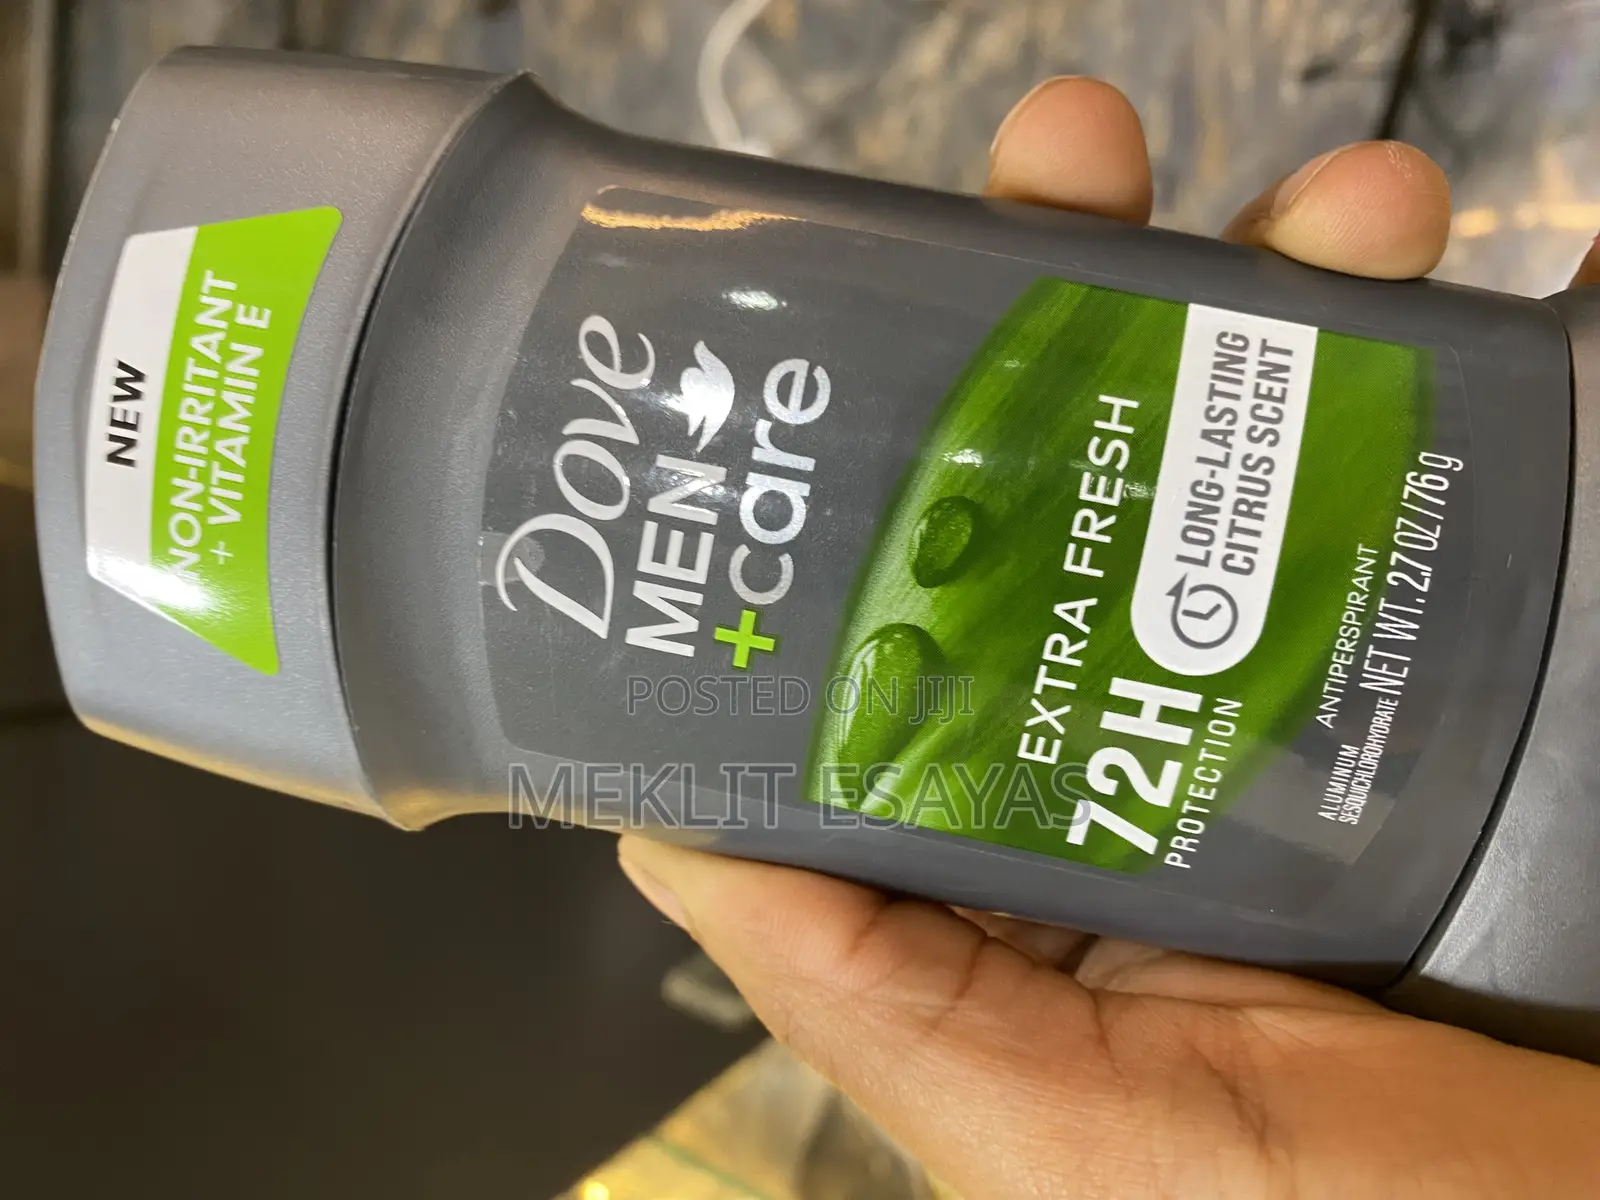 NEW
NON-IRRITANT
+ VITAMIN E
Dove
MEN
+care
EXTRA FRESH
72H
PROTECTION
LONG-LASTING
CITRUS SCENT
ANTIPERSPIRANT
ALUMINUM
SESQUICHLOROHYDRATE
NET WT. 2.7 OZ/76 g
POSTED ON JIJI
MEKLIT ESAYAS